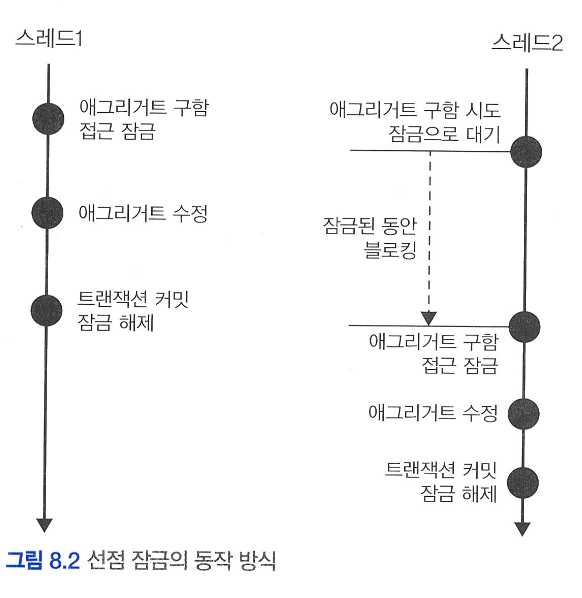 스레드1
애그리거트 구함
접근 잠금
애그리거트 수정
트랜잭션 커밋
잠금 해제
스레드2
애그리거트 구함 시도
잠금으로 대기
잠금된 동안
블로킹
애그리거트 구함
접근 잠금
애그리거트 수정
트랜잭션 커밋
잠금 해제
그림 8.2 선점 잠금의 동작 방식